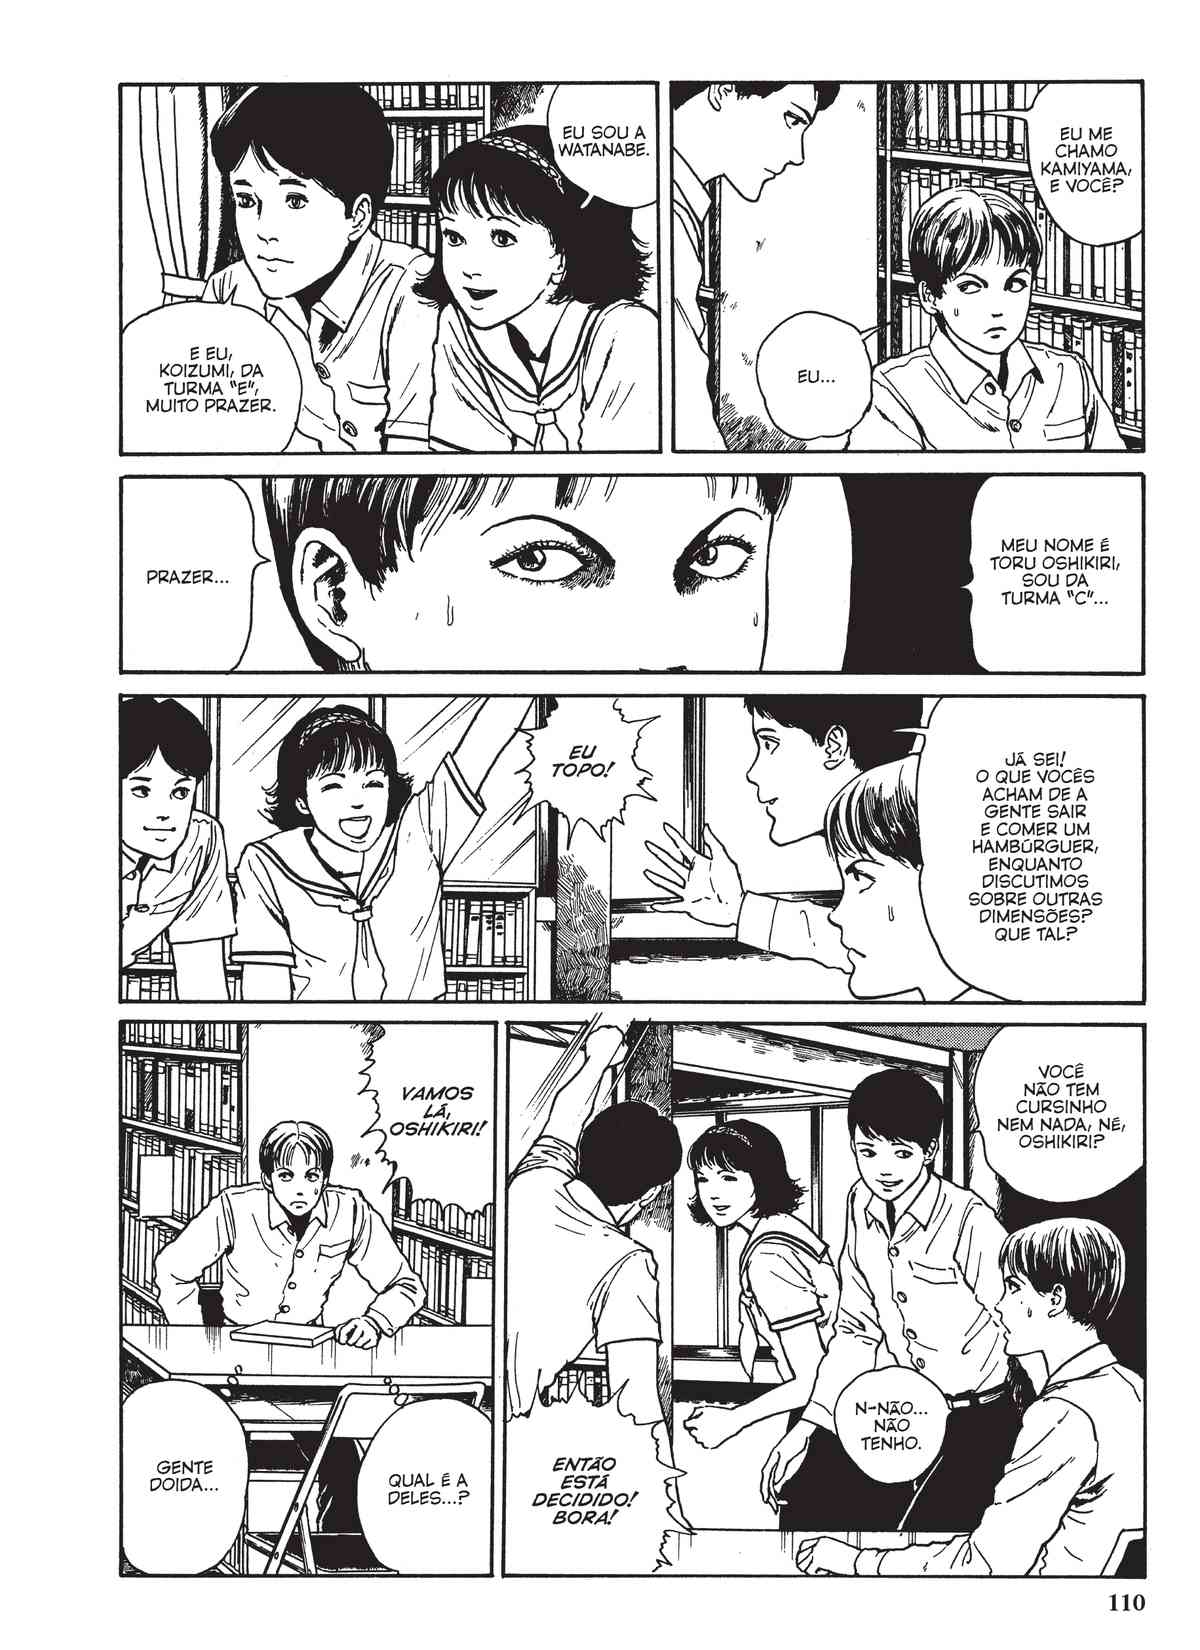 EU ME
CHAMO
KAMIYAMA,
E VOCÊ?
EU...
EU SOU A
WATANABE.
E EU,
KOIZUMI, DA
TURMA "E",
MUITO PRAZER.
MEU NOME É
TORU OSHIKIRI,
SOU DA
TURMA "C"...
PRAZER...
JÁ SEI!
O QUE VOCÊS
ACHAM DE A
GENTE SAIR
E COMER UM
HAMBÚRGUER,
ENQUANTO
DISCUTIMOS
SOBRE OUTRAS
DIMENSÕES?
QUE TAL?
EU
TOPO!
VOCÊ
NÃO TEM
CURSINHO
NEM NADA, NÉ,
OSHIKIRI?
N-NÃO...
NÃO
TENHO.
ENTÃO
ESTÁ
DECIDIDO!
BORA!
VAMOS
LÁ,
OSHIKIRI!
QUAL É A
DELES...?
GENTE
DOIDA...
110